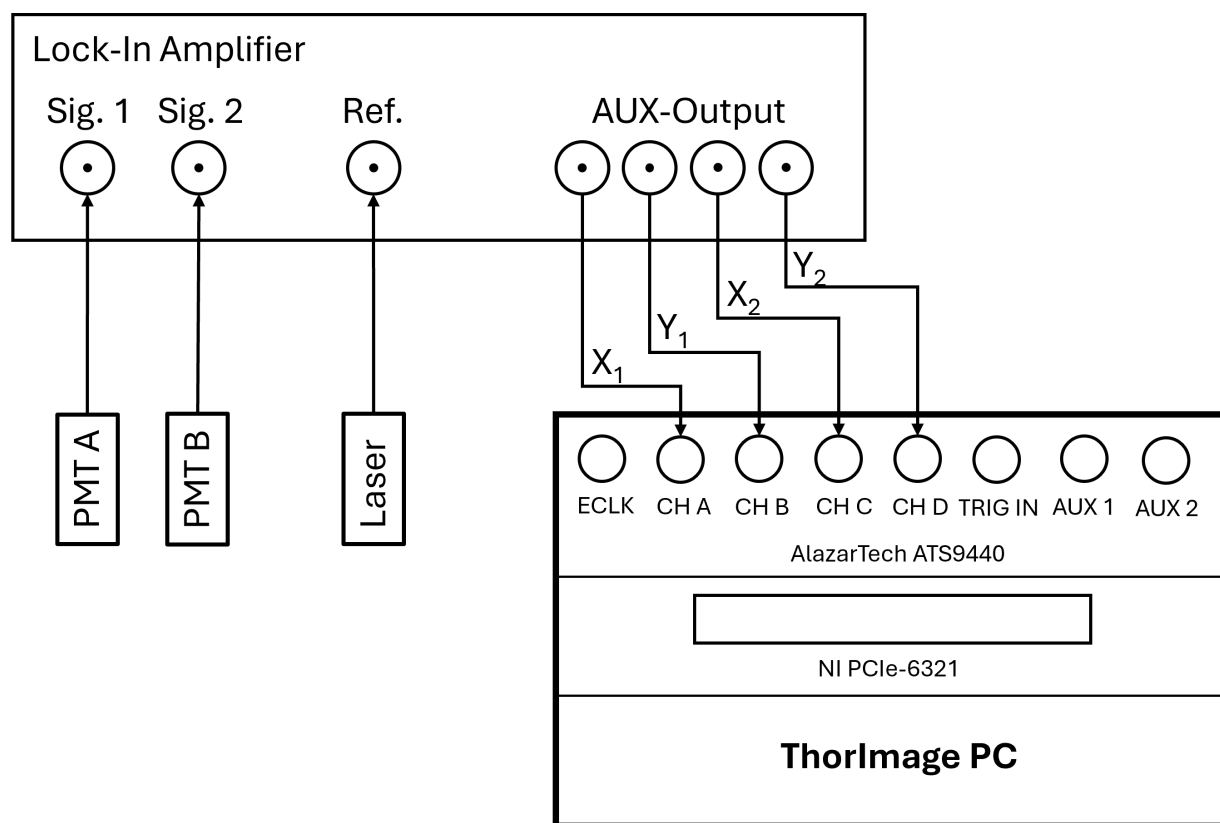 Lock-In Amplifier
Sig. 1 Sig. 2 Ref. AUX-Output
Y₂
X₂
Y₁
X₁
PMT A
PMT B
Laser
ECLK CH A CH B CH C CH D TRIG IN AUX 1 AUX 2
AlazarTech ATS9440
NI PCIe-6321
ThorImage PC